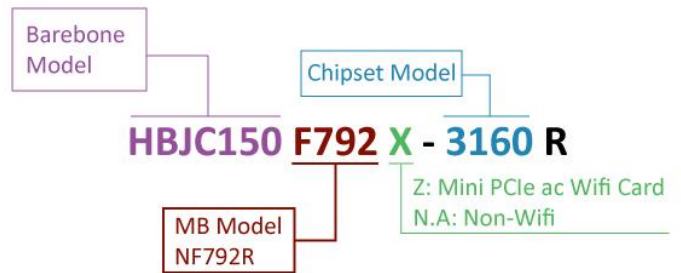 Barebone
Model
Chipset Model
HBJC150 F792 X - 3160 R
Z: Mini PCIe ac Wifi Card
N.A: Non-Wifi
MB Model
NF792R